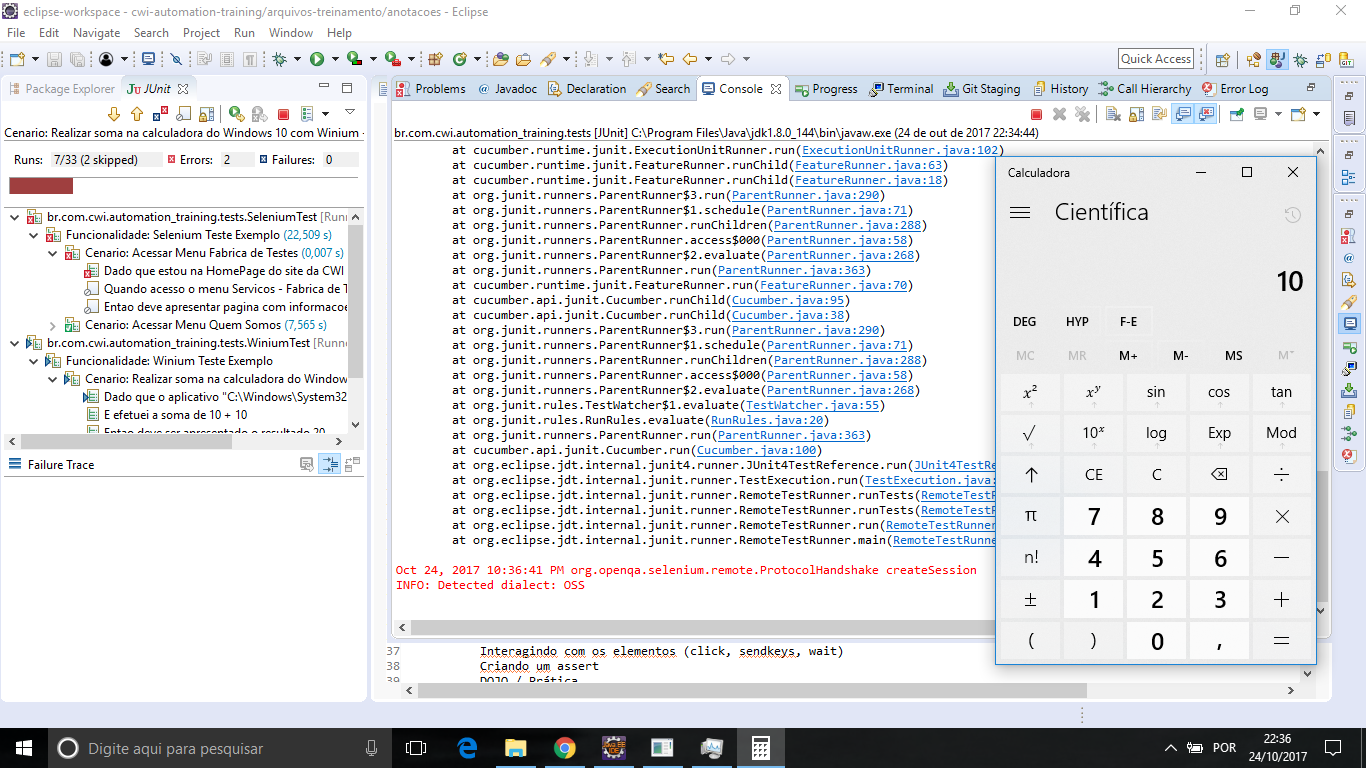 eclipse-workspace - cwi-automation-training/arquivos-treinamento/anotacoes - Eclipse
File Edit Navigate Search Project Run Window Help
Quick Access
Package Explorer JUnit
Cenario: Realizar soma na calculadora do Windows 10 com Winium
Runs: 7/33 (2 skipped) Errors: 2 Failures: 0
br.com.cwi.automation_training.tests.SeleniumTest [Runn
Funcionalidade: Selenium Teste Exemplo (22,509 s)
Cenario: Acessar Menu Fabrica de Testes (0,007 s)
Dado que estou na HomePage do site da CWI
Quando acesso o menu Servicos - Fabrica de T
Entao deve apresentar pagina com informacoe
Cenario: Acessar Menu Quem Somos (7,565 s)
br.com.cwi.automation_training.tests.WiniumTest [Runne
Funcionalidade: Winium Teste Exemplo
Cenario: Realizar soma na calculadora do Window
Dado que o aplicativo "C:\Windows\System32
E efetuei a soma de 10 + 10
Entao deve ser apresentado o resultado 20
Failure Trace
Problems @ Javadoc Declaration Search Console Progress Terminal Git Staging History Call Hierarchy Error Log
br.com.cwi.automation_training.tests [JUnit] C:\Program Files\Java\jdk1.8.0_144\bin\javaw.exe (24 de out de 2017 22:34:44)
at cucumber.runtime.junit.ExecutionUnitRunner.run(ExecutionUnitRunner.java:102)
at cucumber.runtime.junit.FeatureRunner.runChild(FeatureRunner.java:63)
at cucumber.runtime.junit.FeatureRunner.runChild(FeatureRunner.java:18)
at org.junit.runners.ParentRunner$3.run(ParentRunner.java:290)
at org.junit.runners.ParentRunner$1.schedule(ParentRunner.java:71)
at org.junit.runners.ParentRunner.runChildren(ParentRunner.java:288)
at org.junit.runners.ParentRunner.access$000(ParentRunner.java:58)
at org.junit.runners.ParentRunner$2.evaluate(ParentRunner.java:268)
at org.junit.runners.ParentRunner.run(ParentRunner.java:363)
at cucumber.runtime.junit.FeatureRunner.run(FeatureRunner.java:70)
at cucumber.api.junit.Cucumber.runChild(Cucumber.java:95)
at cucumber.api.junit.Cucumber.runChild(Cucumber.java:38)
at org.junit.runners.ParentRunner$3.run(ParentRunner.java:290)
at org.junit.runners.ParentRunner$1.schedule(ParentRunner.java:71)
at org.junit.runners.ParentRunner.runChildren(ParentRunner.java:288)
at org.junit.runners.ParentRunner.access$000(ParentRunner.java:58)
at org.junit.runners.ParentRunner$2.evaluate(ParentRunner.java:268)
at org.junit.rules.TestWatcher$1.evaluate(TestWatcher.java:55)
at org.junit.rules.RunRules.evaluate(RunRules.java:20)
at org.junit.runners.ParentRunner.run(ParentRunner.java:363)
at cucumber.api.junit.Cucumber.run(Cucumber.java:100)
at org.eclipse.jdt.internal.junit4.runner.JUnit4TestReference.run(JUnit4TestRe
at org.eclipse.jdt.internal.junit.runner.TestExecution.run(TestExecution.java:
at org.eclipse.jdt.internal.junit.runner.RemoteTestRunner.runTests(RemoteTestR
at org.eclipse.jdt.internal.junit.runner.RemoteTestRunner.runTests(RemoteTestR
at org.eclipse.jdt.internal.junit.runner.RemoteTestRunner.run(RemoteTestRunner
at org.eclipse.jdt.internal.junit.runner.RemoteTestRunner.main(RemoteTestRunne
Oct 24, 2017 10:36:41 PM org.openqa.selenium.remote.ProtocolHandshake createSession
INFO: Detected dialect: OSS
37 Interagindo com os elementos (click, sendkeys, wait)
38 Criando um assert
39 DOJO / Prática
Calculadora
Científica
10
DEG HYP F-E
MC MR M+ M- MS M˅
x² xʸ sin cos tan
√ 10ˣ log Exp Mod
↑ CE C ⌫ ÷
π 7 8 9 ×
n! 4 5 6 −
± 1 2 3 +
( ) 0 , =
Digite aqui para pesquisar
POR
22:36
24/10/2017